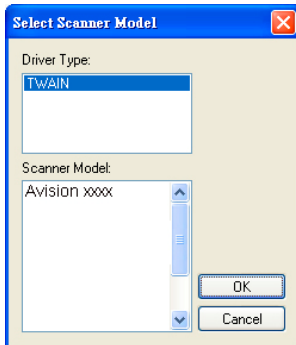 Select Scanner Model
Driver Type:
TWAIN
Scanner Model:
Avision xxxx
OK
Cancel